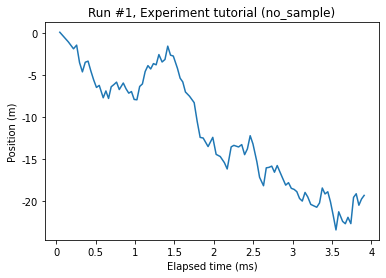 Run #1, Experiment tutorial (no_sample)
Position (m)
0
-5
-10
-15
-20
0 0.5 1 1.5 2 2.5 3 3.5 4
Elapsed time (ms)